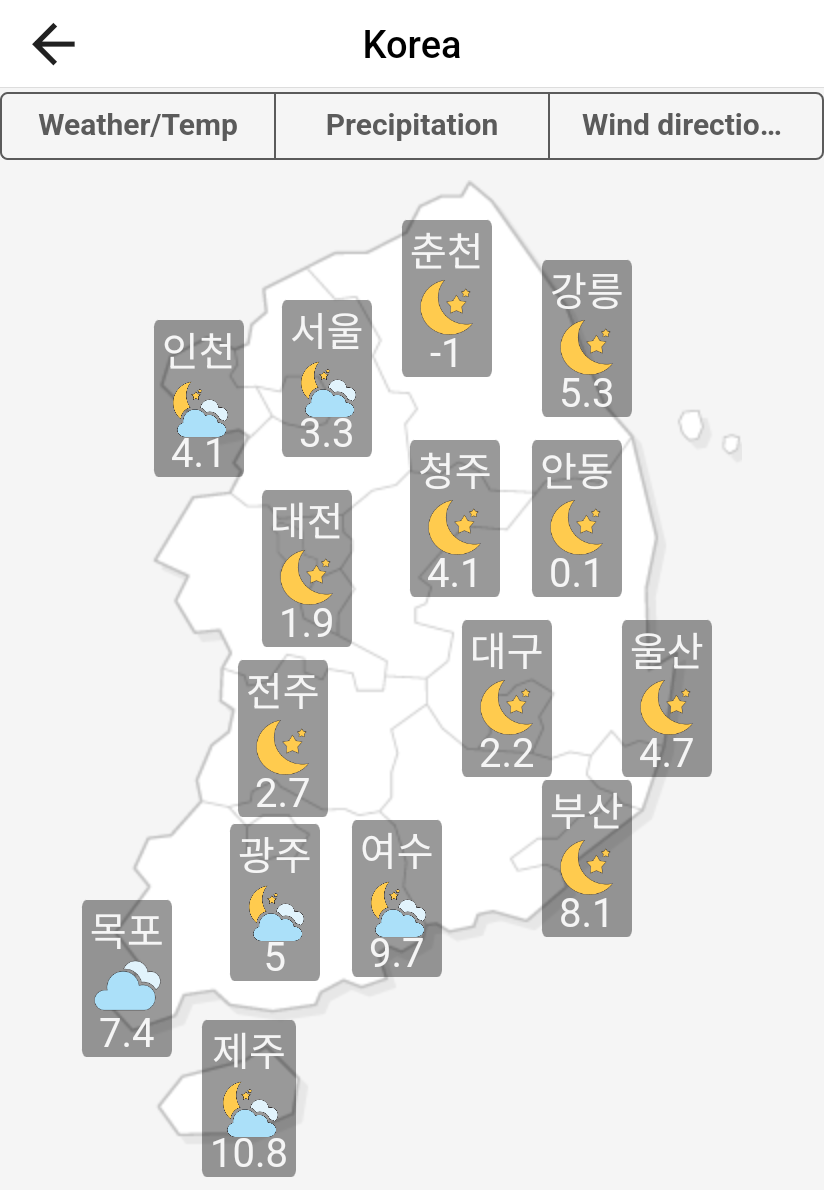 Korea
Weather/Temp
Precipitation
Wind directio...
춘천
-1
강릉
5.3
서울
3.3
인천
4.1
청주
4.1
안동
0.1
대전
1.9
대구
2.2
울산
4.7
전주
2.7
부산
8.1
광주
5
여수
9.7
목포
7.4
제주
10.8